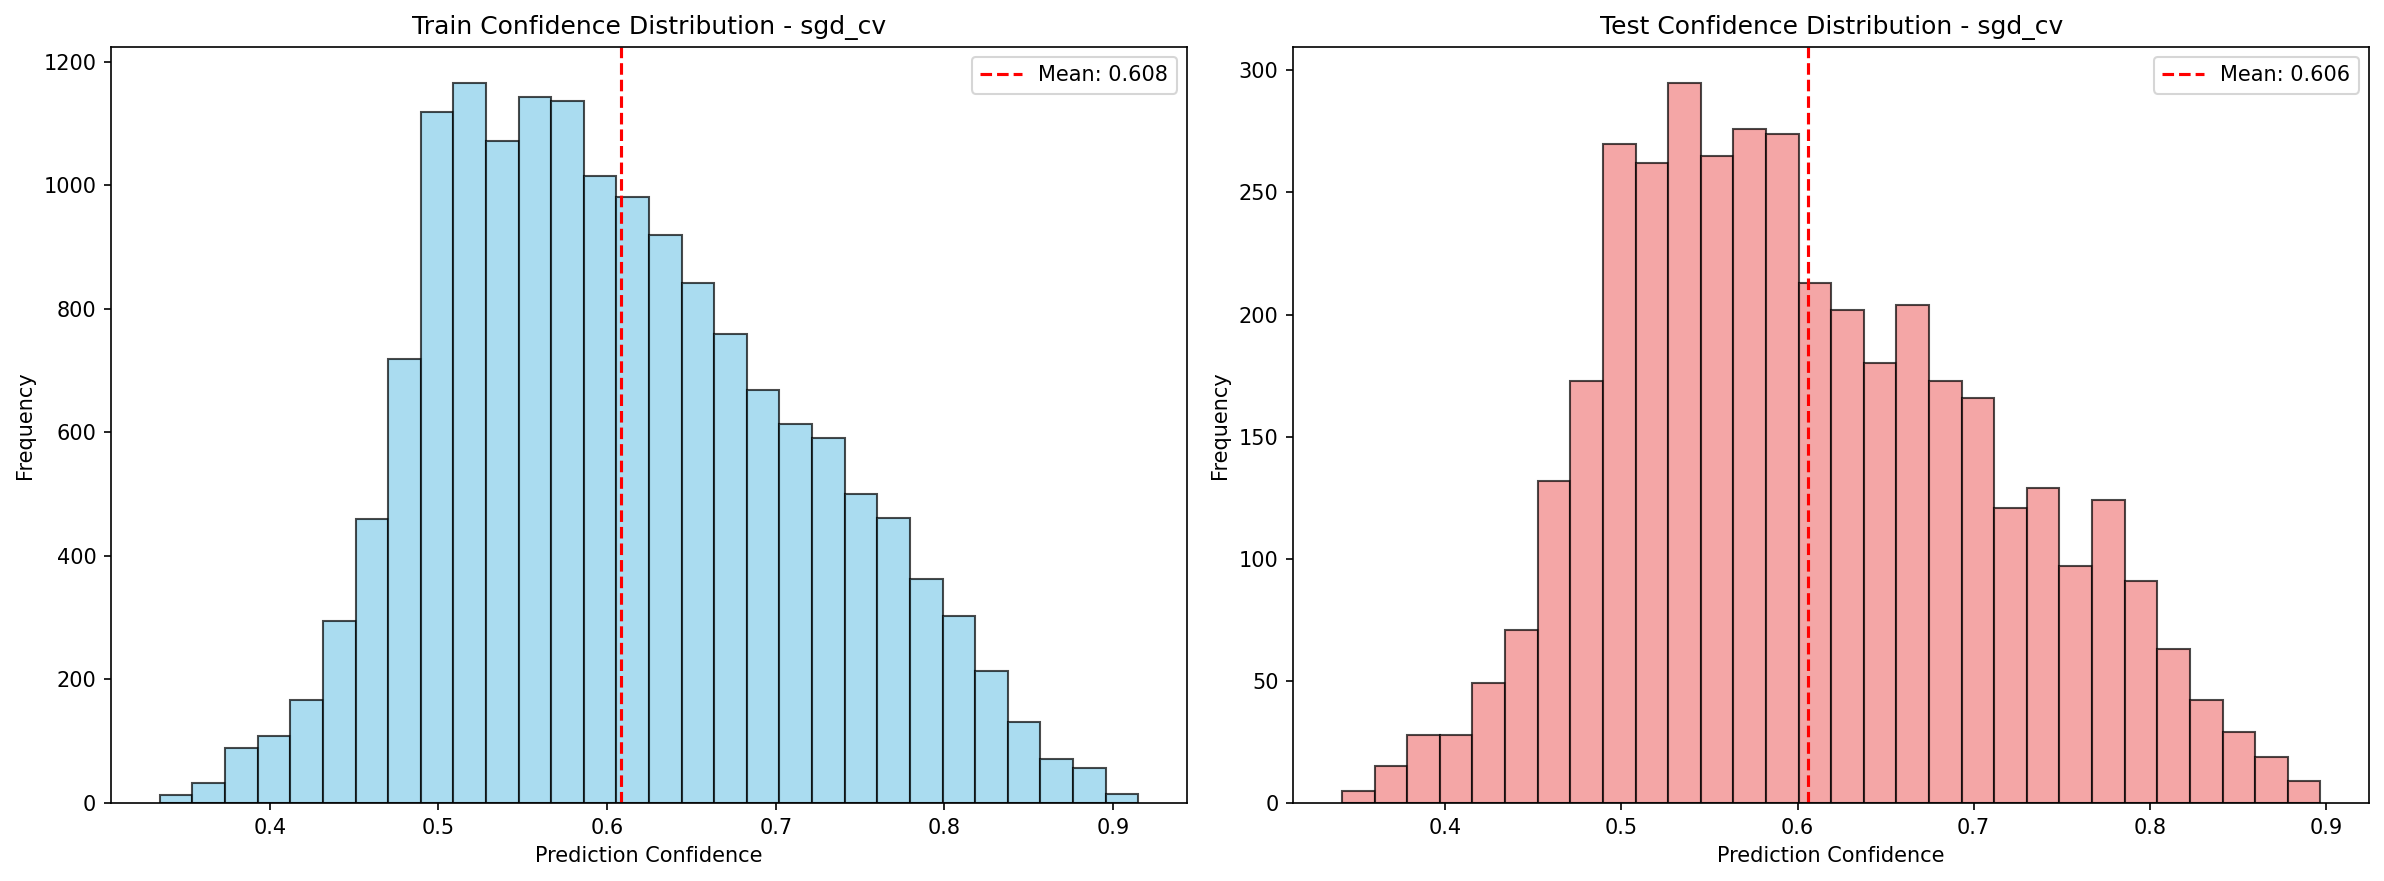 Train Confidence Distribution - sgd_cv
Mean: 0.608
1200
1000
800
600
400
200
0
Frequency
0.4 0.5 0.6 0.7 0.8 0.9
Prediction Confidence
Test Confidence Distribution - sgd_cv
Mean: 0.606
300
250
200
150
100
50
0
Frequency
0.4 0.5 0.6 0.7 0.8 0.9
Prediction Confidence